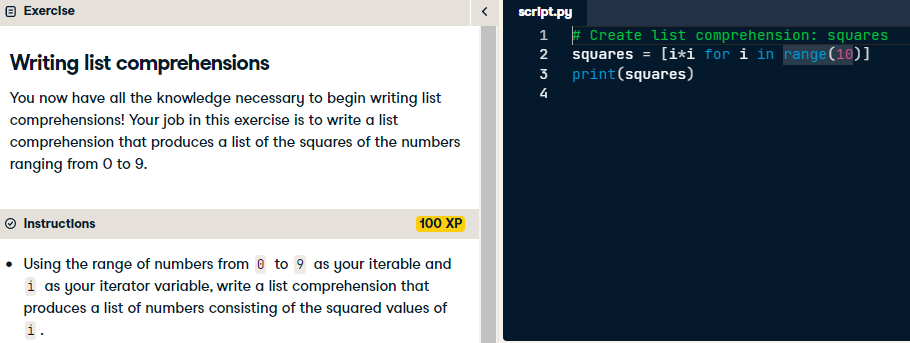 Exercise
Writing list comprehensions
You now have all the knowledge necessary to begin writing list
comprehensions! Your job in this exercise is to write a list
comprehension that produces a list of the squares of the numbers
ranging from 0 to 9.
Instructions
100 XP
Using the range of numbers from 0 to 9 as your iterable and
i as your iterator variable, write a list comprehension that
produces a list of numbers consisting of the squared values of
i .
script.py
1 # Create list comprehension: squares
2 squares = [i*i for i in range(10)]
3 print(squares)
4